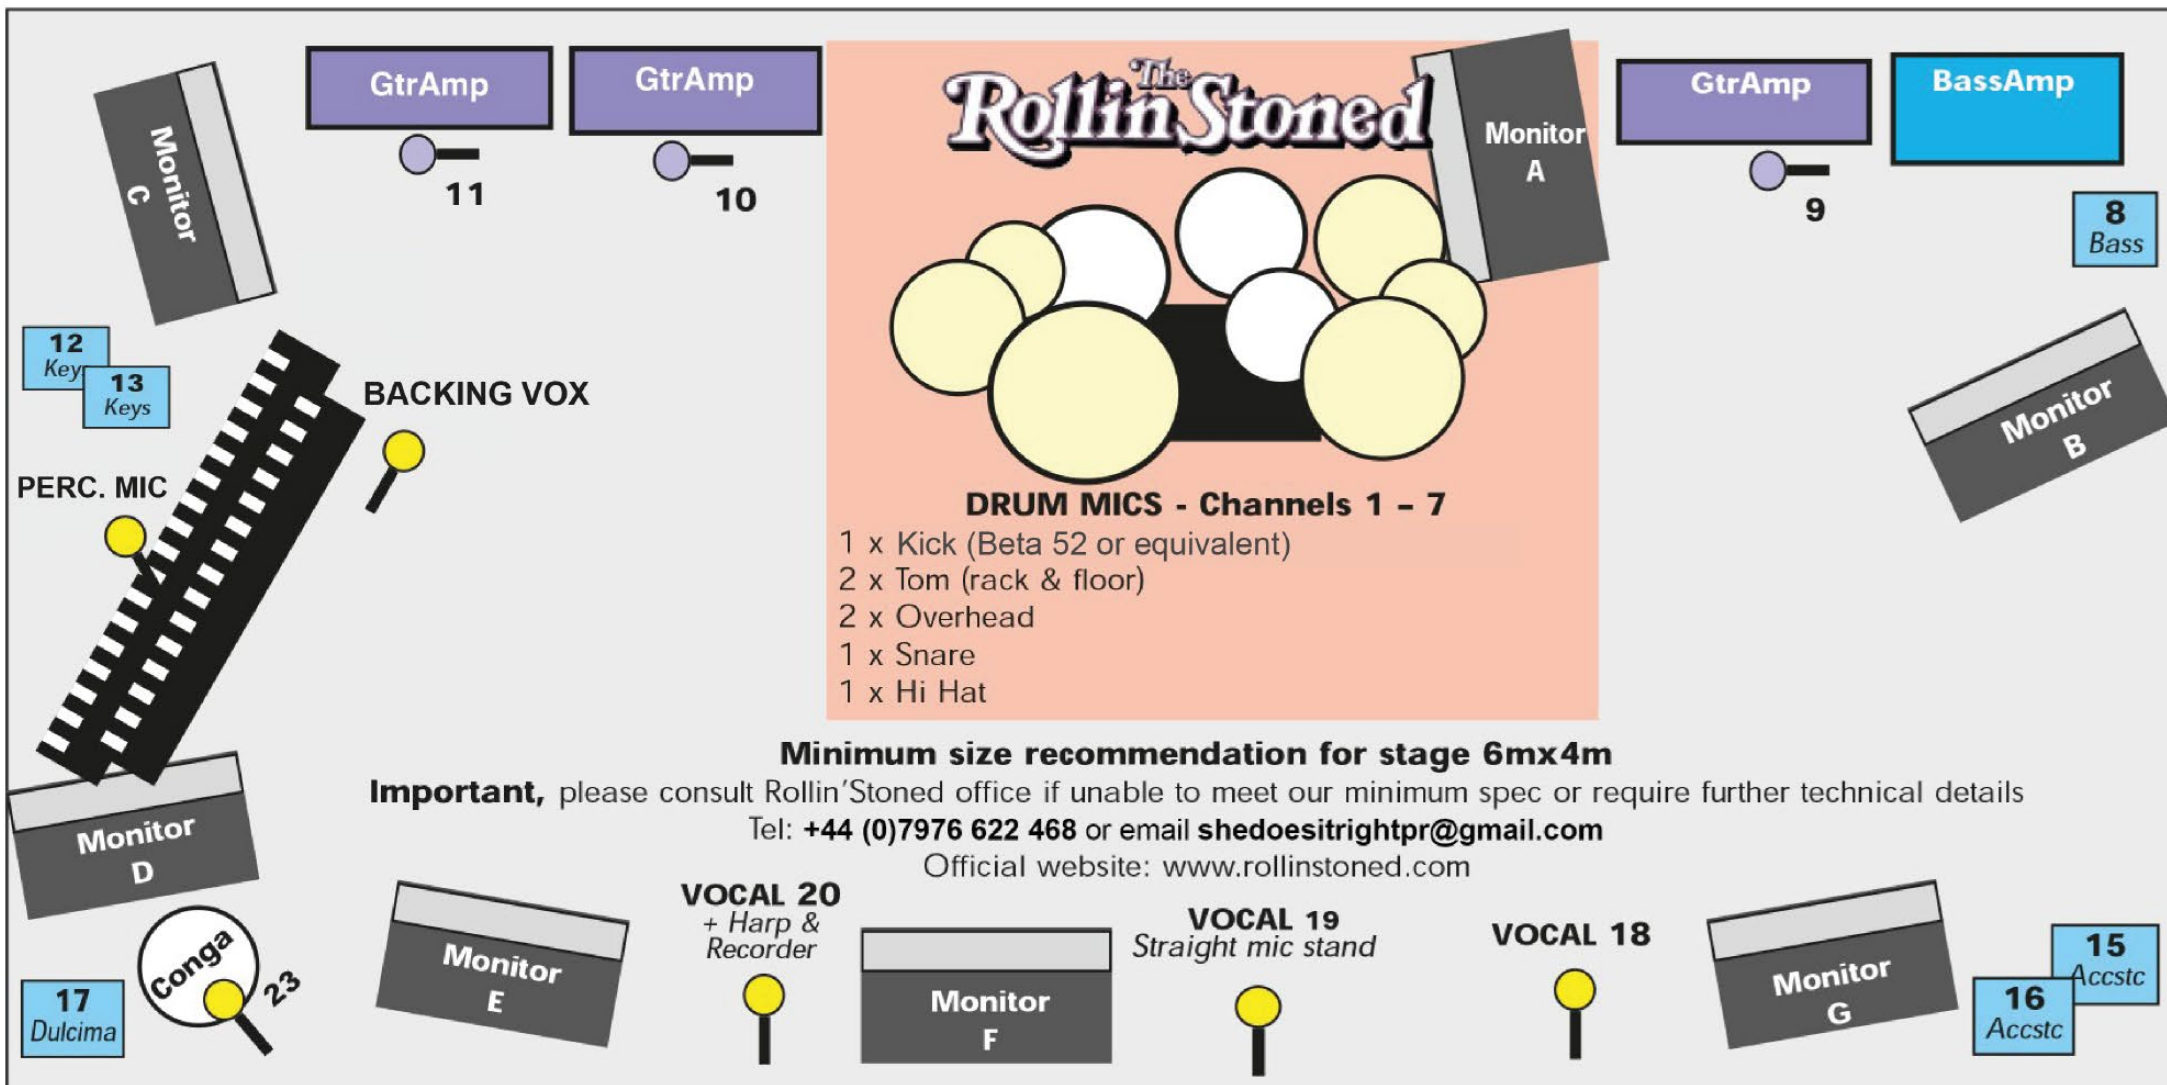 GtrAmp
GtrAmp
The
Rollin Stoned
Monitor
A
GtrAmp
BassAmp
Monitor
C
11
10
9
8
Bass
12
Keys
13
Keys
BACKING VOX
PERC. MIC
Monitor
B
DRUM MICS - Channels 1 – 7
1 x Kick (Beta 52 or equivalent)
2 x Tom (rack & floor)
2 x Overhead
1 x Snare
1 x Hi Hat
Minimum size recommendation for stage 6mx4m
Important, please consult Rollin'Stoned office if unable to meet our minimum spec or require further technical details
Tel: +44 (0)7976 622 468 or email shedoesitrightpr@gmail.com
Official website: www.rollinstoned.com
Monitor
D
Conga
23
17
Dulcima
Monitor
E
VOCAL 20
+ Harp &
Recorder
Monitor
F
VOCAL 19
Straight mic stand
VOCAL 18
Monitor
G
15
Accstc
16
Accstc